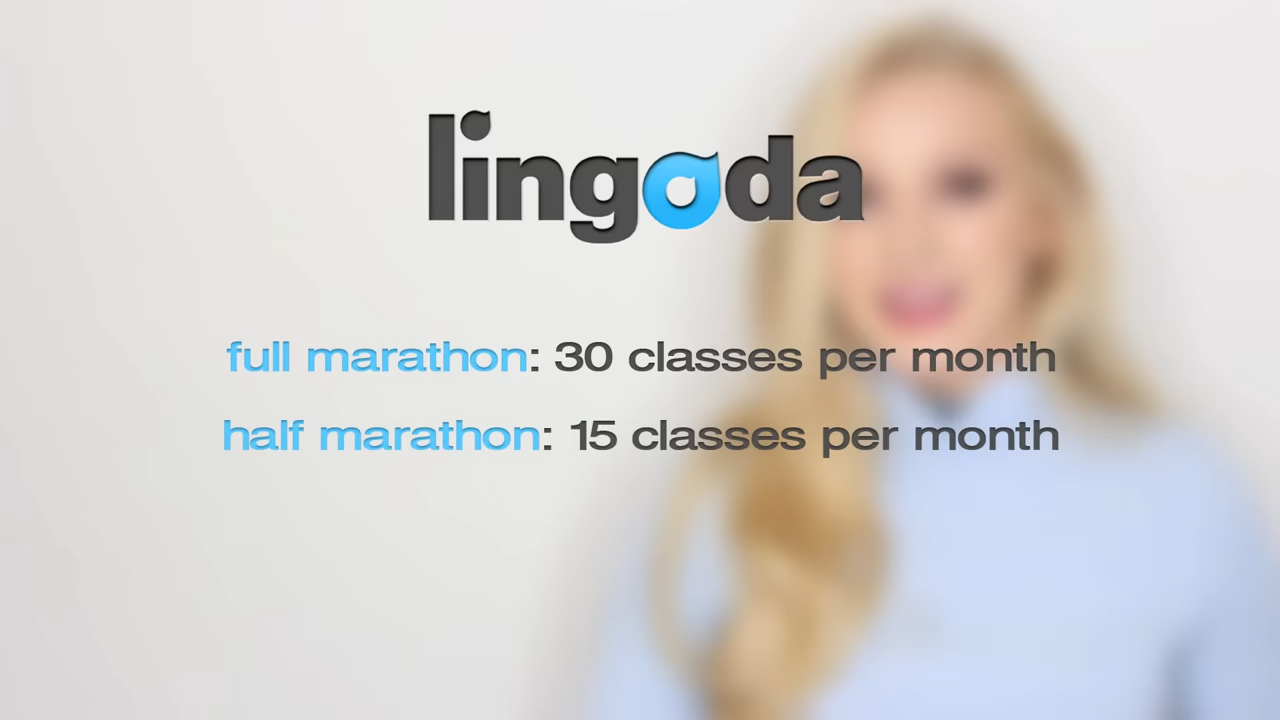 lingoda
full marathon: 30 classes per month
half marathon: 15 classes per month